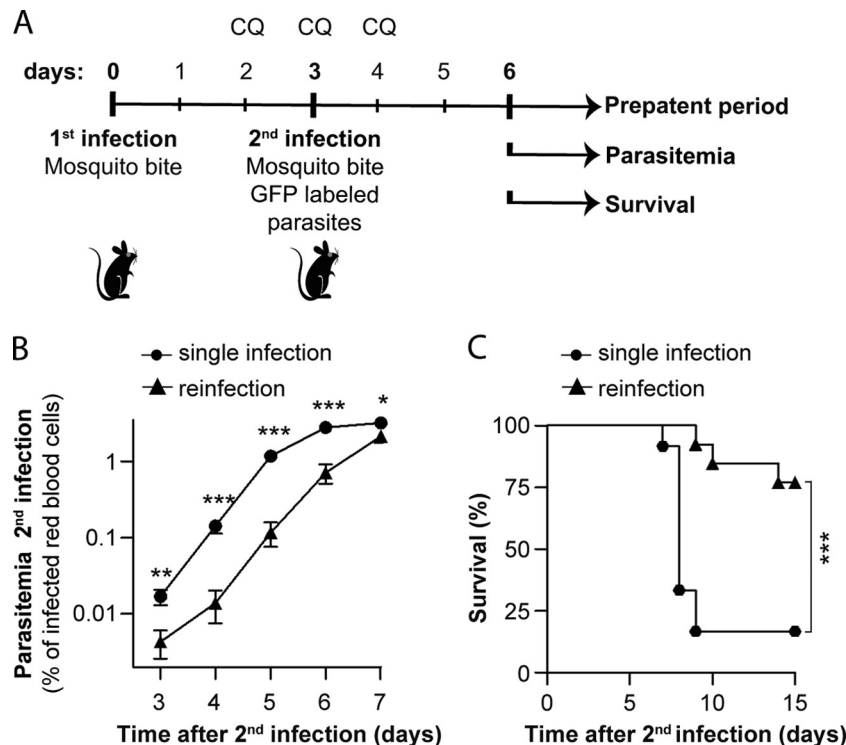 A
CQ CQ CQ
days: 0 1 2 3 4 5 6
Prepatent period
1st infection
Mosquito bite
2nd infection
Mosquito bite
GFP labeled
parasites
Parasitemia
Survival
B
single infection
reinfection
Parasitemia 2nd infection
(% of infected red blood cells)
1
0.1
0.01
** *** *** *** *
3 4 5 6 7
Time after 2nd infection (days)
C
single infection
reinfection
Survival (%)
100
75
50
25
0
***
0 5 10 15
Time after 2nd infection (days)